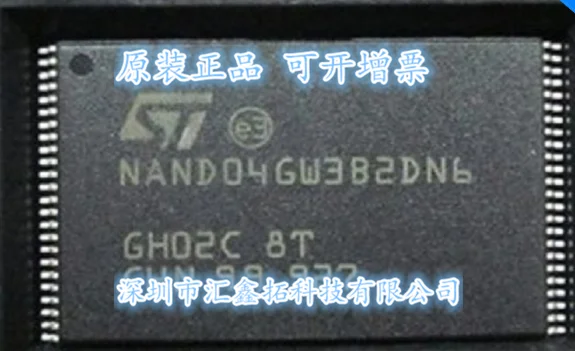 原装正品 可开增票
ST
e3
NAND04GW3B2DN6
GH02C 8T
深圳市汇鑫拓科技有限公司